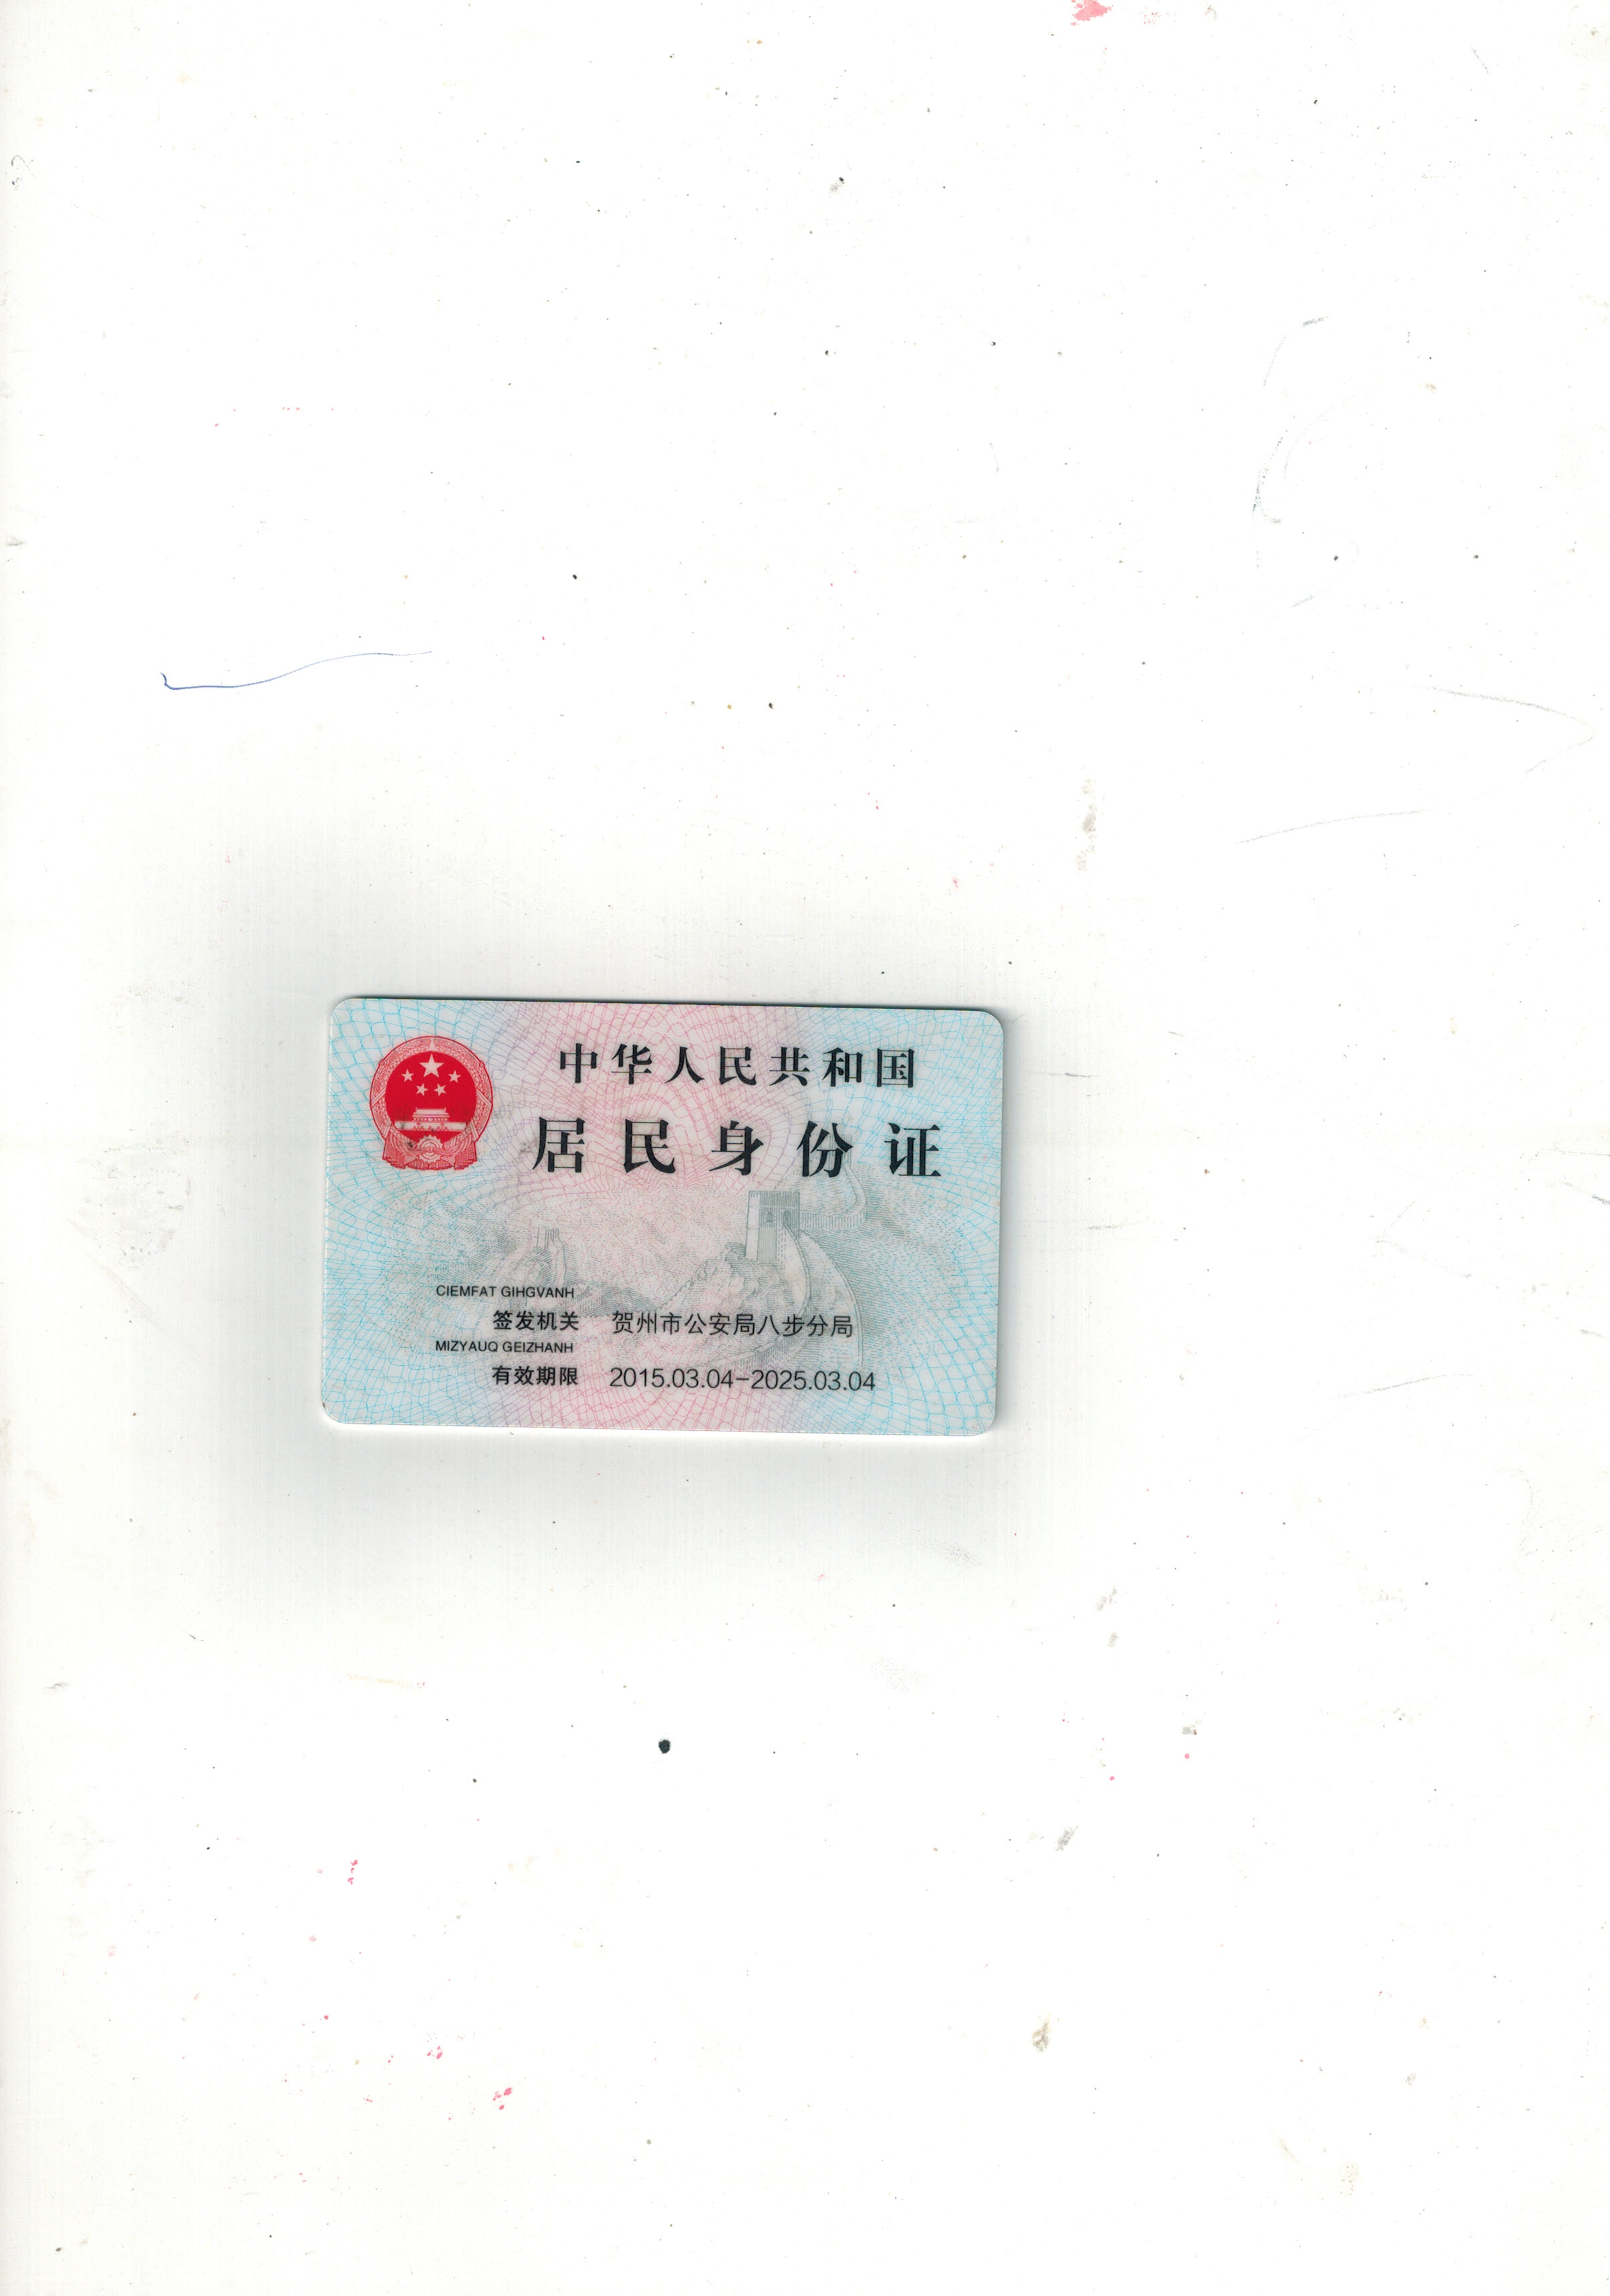 中华人民共和国
居民身份证
CIEMFAT GIHGVANH
签发机关 贺州市公安局八步分局
MIZYAUQ GEIZHANH
有效期限 2015.03.04-2025.03.04